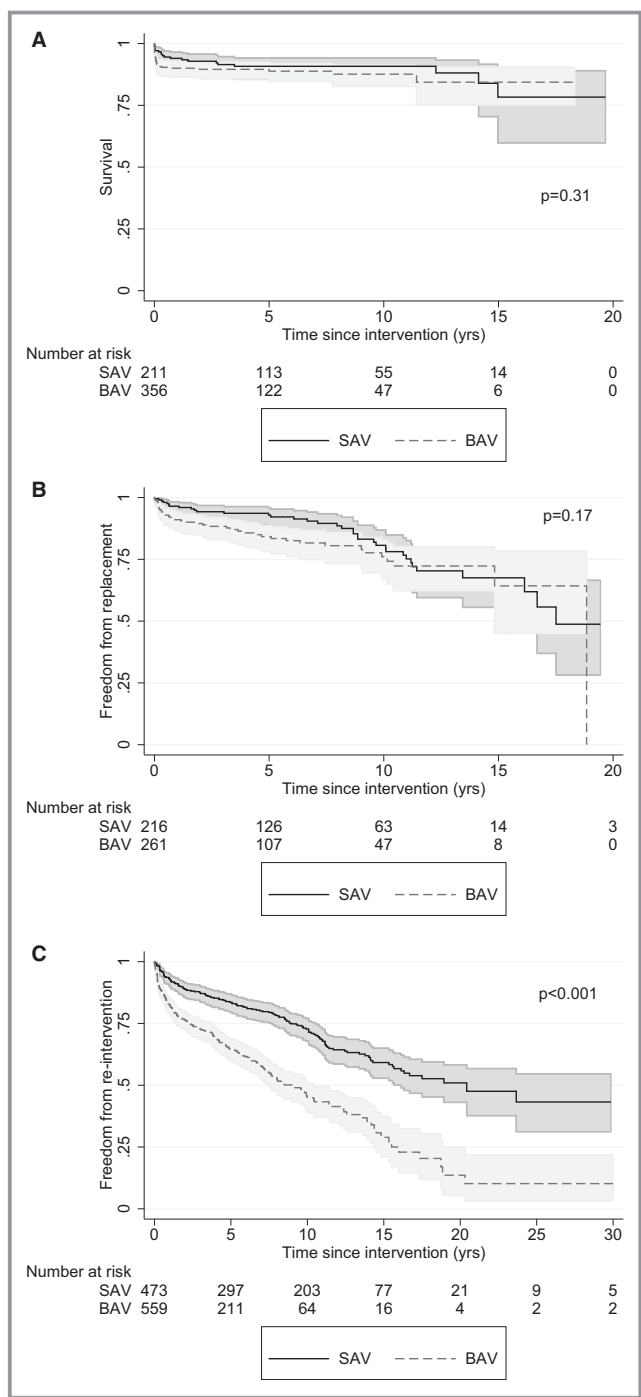 A
1
.75
.5
.25
0
Survival
p=0.31
0 5 10 15 20
Time since intervention (yrs)
Number at risk
SAV 211 113 55 14 0
BAV 356 122 47 6 0
SAV BAV
B
1
.75
.5
.25
0
Freedom from replacement
p=0.17
0 5 10 15 20
Time since intervention (yrs)
Number at risk
SAV 216 126 63 14 3
BAV 261 107 47 8 0
SAV BAV
C
1
.75
.5
.25
0
Freedom from re-intervention
p<0.001
0 5 10 15 20 25 30
Time since intervention (yrs)
Number at risk
SAV 473 297 203 77 21 9 5
BAV 559 211 64 16 4 2 2
SAV BAV